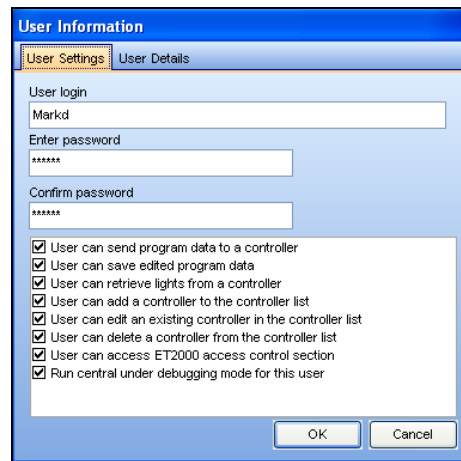 User Information
User Settings User Details
User login
Markd
Enter password
******
Confirm password
******
User can send program data to a controller
User can save edited program data
User can retrieve lights from a controller
User can add a controller to the controller list
User can edit an existing controller in the controller list
User can delete a controller from the controller list
User can access ET2000 access control section
Run central under debugging mode for this user
OK Cancel